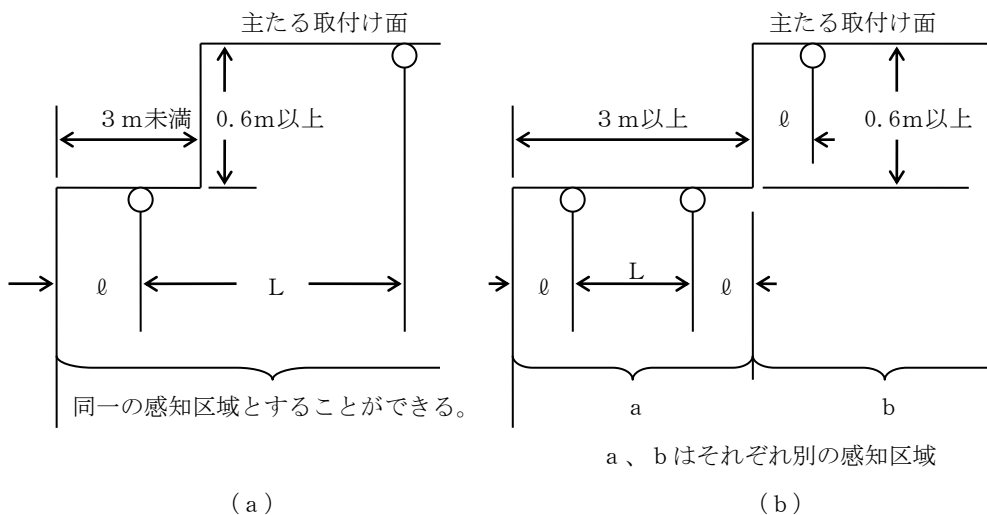 主たる取付け面
3m未満
0.6m以上
ℓ
L
同一の感知区域とすることができる。
(a)
主たる取付け面
3m以上
ℓ
0.6m以上
ℓ
L
ℓ
a
b
a、bはそれぞれ別の感知区域
(b)